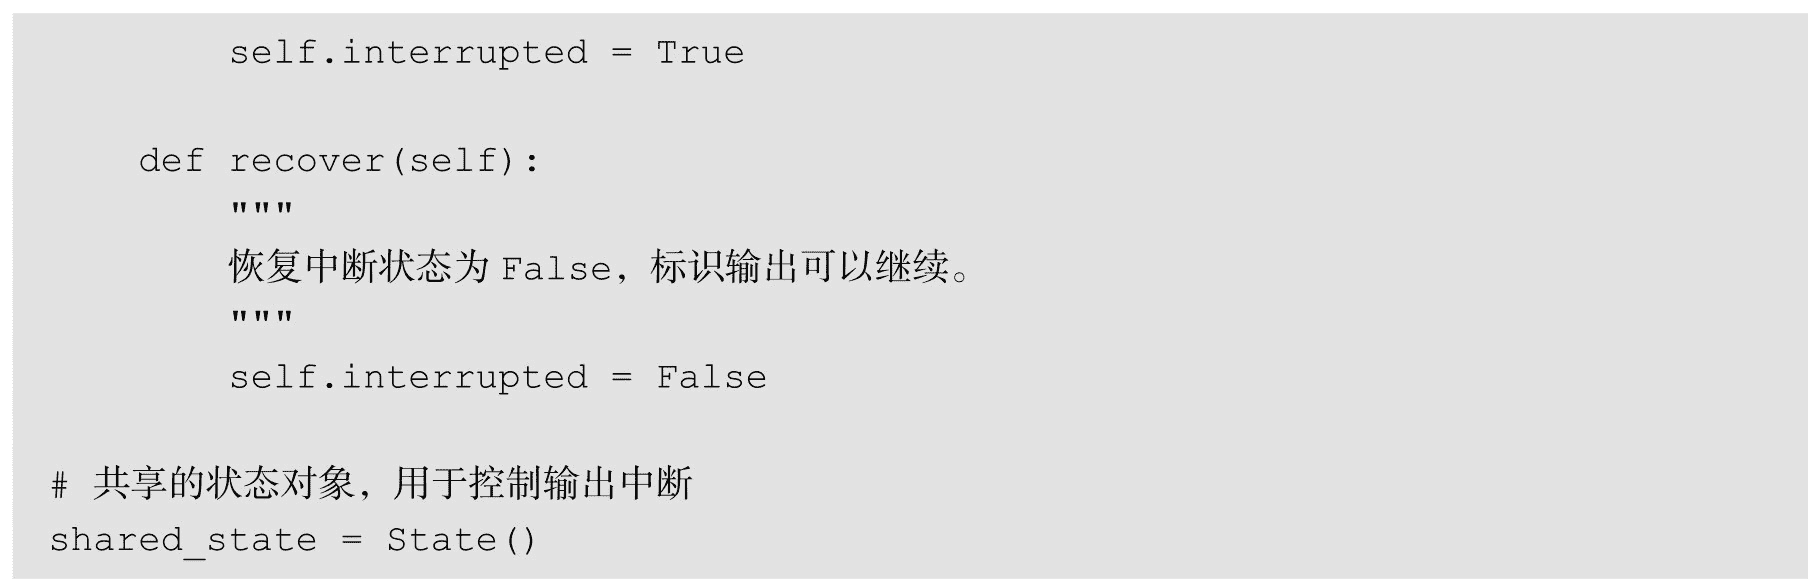 self.interrupted = True
    def recover(self):
        """
        恢复中断状态为 False，标识输出可以继续。
        """
        self.interrupted = False
# 共享的状态对象，用于控制输出中断
shared_state = State()